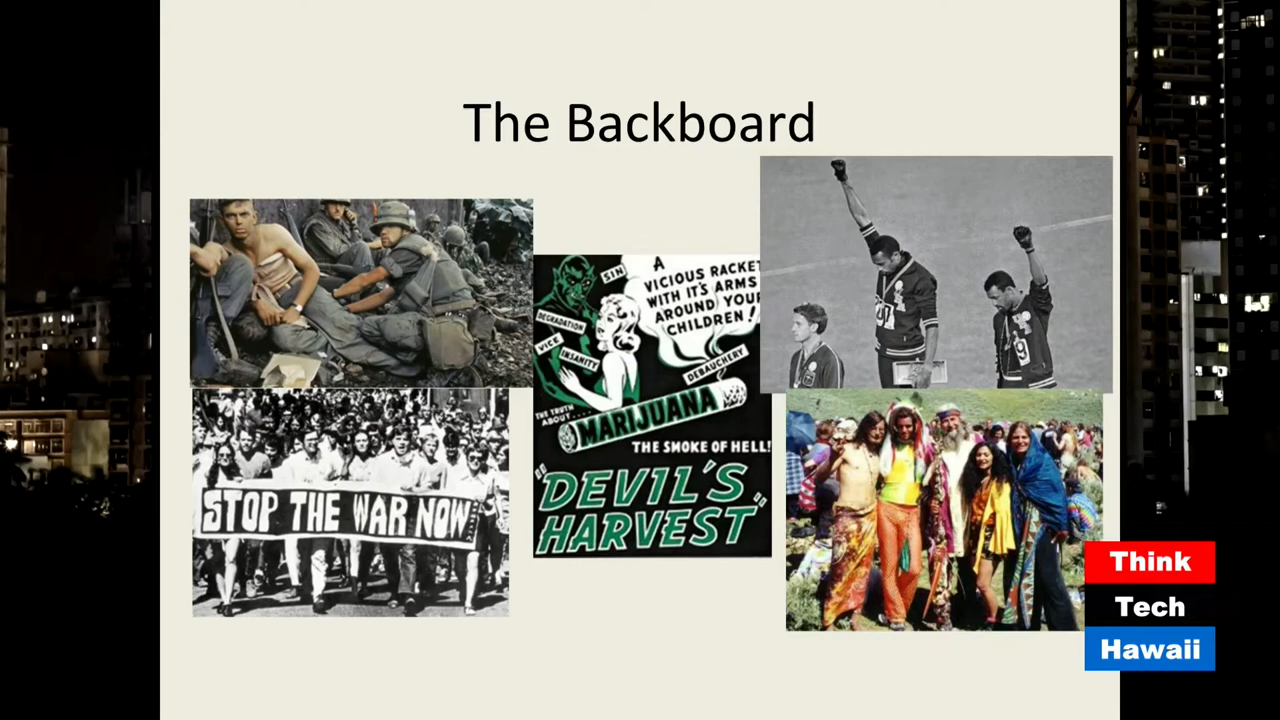 The Backboard
SIN
A
VICIOUS RACKET
WITH IT'S ARMS
AROUND YOUR
CHILDREN!
DEGRADATION
VICE
INSANITY
DEBAUCHERY
THE TRUTH
ABOUT....
MARIJUANA
THE SMOKE OF HELL!
"DEVIL'S
HARVEST"
STOP THE WAR NOW
Think
Tech
Hawaii